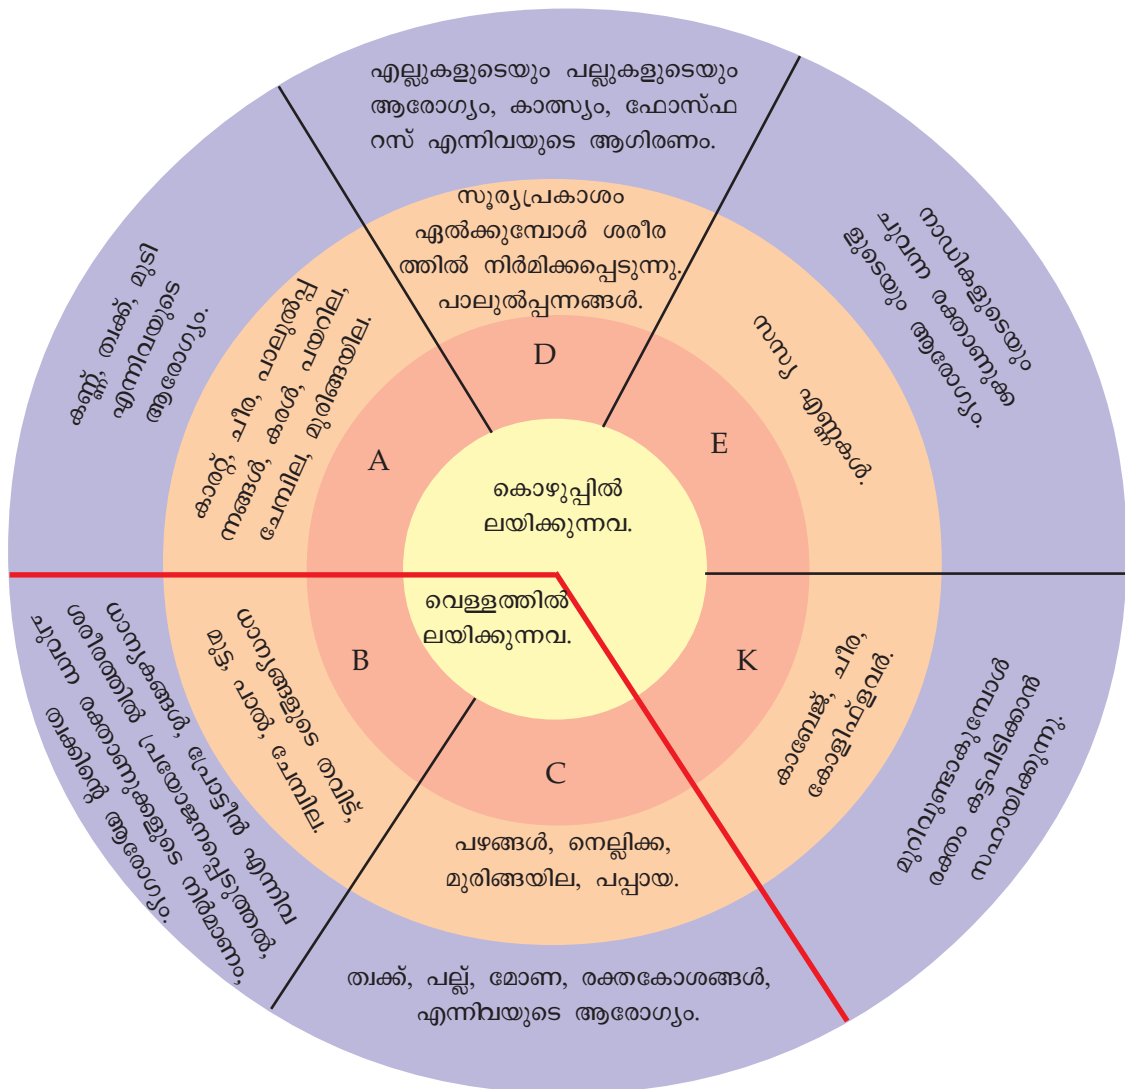 എല്ലുകളുടെയും പല്ലുകളുടെയും
ആരോഗ്യം, കാത്സ്യം, ഫോസ്ഫ
റസ് എന്നിവയുടെ ആഗിരണം.
സൂര്യപ്രകാശം
ഏൽക്കുമ്പോൾ ശരീര
ത്തിൽ നിർമിക്കപ്പെടുന്നു.
പാലുൽപ്പന്നങ്ങൾ.
D
നാഡികളുടെയും
ചുവന്ന രക്താണുക്ക
ളുടെയും ആരോഗ്യം.
സസ്യ എണ്ണകൾ.
E
മുറിവുണ്ടാകുമ്പോൾ
രക്തം കട്ടപിടിക്കാൻ
സഹായിക്കുന്നു.
കാബേജ്, ചീര,
കോളിഫ്ളവർ.
K
കണ്ണ്, ത്വക്ക്, മുടി
എന്നിവയുടെ
ആരോഗ്യം.
കാരറ്റ്, ചീര, പാലുൽപ്പ
ന്നങ്ങൾ, കരൾ, പയറില,
ചേമ്പില, മുരിങ്ങയില.
A
കൊഴുപ്പിൽ
ലയിക്കുന്നവ.
വെള്ളത്തിൽ
ലയിക്കുന്നവ.
B
ധാന്യങ്ങളുടെ തവിട്,
മുട്ട, പാൽ, ചേമ്പില.
ധാന്യകങ്ങൾ, പ്രോട്ടീൻ എന്നിവ
ശരീരത്തിൽ പ്രയോജനപ്പെടുത്തൽ,
ചുവന്ന രക്താണുക്കളുടെ നിർമാണം,
ത്വക്കിന്റെ ആരോഗ്യം.
C
പഴങ്ങൾ, നെല്ലിക്ക,
മുരിങ്ങയില, പപ്പായ.
ത്വക്ക്, പല്ല്, മോണ, രക്തകോശങ്ങൾ,
എന്നിവയുടെ ആരോഗ്യം.